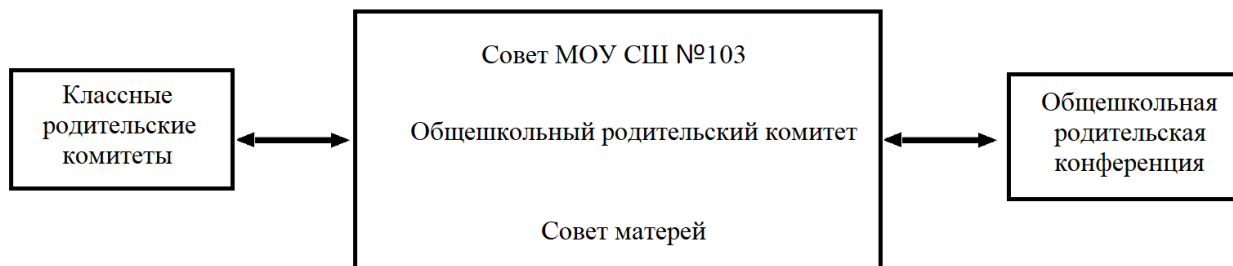 Классные
родительские
комитеты
Совет МОУ СШ №103
Общешкольный родительский комитет
Совет матерей
Общешкольная
родительская
конференция